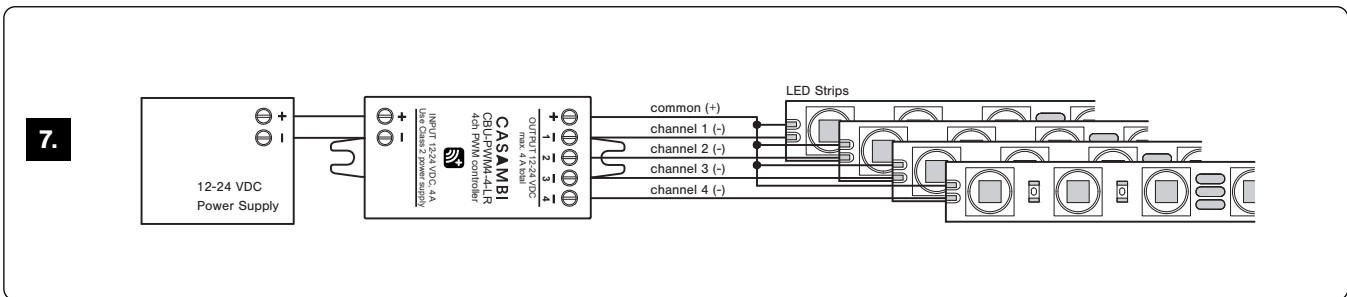 7.
12-24 VDC
Power Supply
+
-
+
-
INPUT 12-24 VDC, 4 A
Use Class 2 power supply
CASAMBI
CBU-PWM4-4-LR
4ch PWM controller
OUTPUT 12-24 VDC
max. 4 A total
+
1 -
2 -
3 -
4 -
common (+)
channel 1 (-)
channel 2 (-)
channel 3 (-)
channel 4 (-)
LED Strips